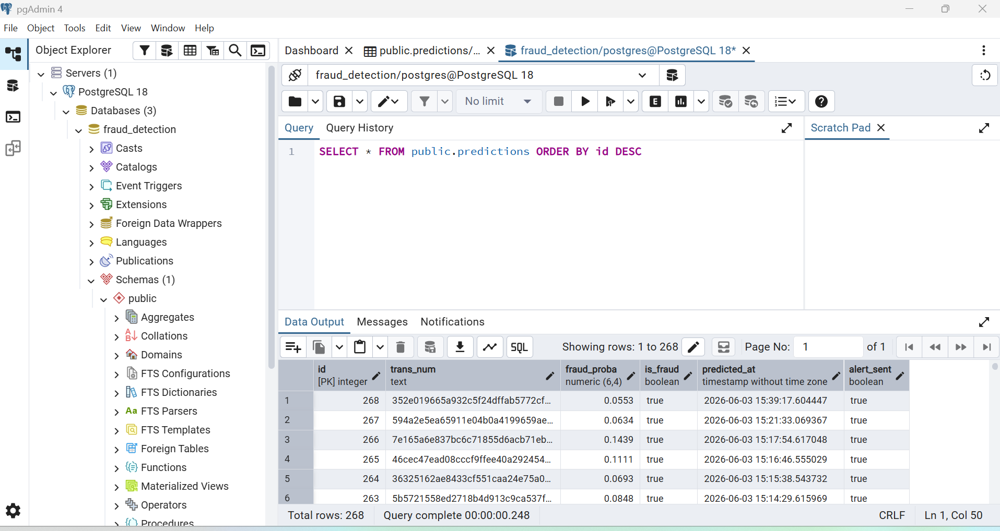 pgAdmin 4
File Object Tools Edit View Window Help
Object Explorer
Servers (1)
PostgreSQL 18
Databases (3)
fraud_detection
Casts
Catalogs
Event Triggers
Extensions
Foreign Data Wrappers
Languages
Publications
Schemas (1)
public
Aggregates
Collations
Domains
FTS Configurations
FTS Dictionaries
Aa FTS Parsers
FTS Templates
Foreign Tables
Functions
Materialized Views
Operators
Procedures
Dashboard public.predictions/... fraud_detection/postgres@PostgreSQL 18*
fraud_detection/postgres@PostgreSQL 18
No limit E
Query Query History
Scratch Pad
1 SELECT * FROM public.predictions ORDER BY id DESC
Data Output Messages Notifications
SQL Showing rows: 1 to 268 Page No: 1 of 1
id trans_num fraud_proba is_fraud predicted_at alert_sent
[PK] integer text numeric (6,4) boolean timestamp without time zone boolean
1 268 352e019665a932c5f24dffab5772cf... 0.0553 true 2026-06-03 15:39:17.604447 true
2 267 594a2e5ea65911e04b0a4199659ae... 0.0634 true 2026-06-03 15:21:33.069367 true
3 266 7e165a6e837bc6c71855d6acb71eb... 0.1439 true 2026-06-03 15:17:54.617048 true
4 265 46cec47ead08cccf9ffee40a292454... 0.1111 true 2026-06-03 15:16:46.555029 true
5 264 36325162ae8433cf551caa24e75a0... 0.0693 true 2026-06-03 15:15:38.543732 true
6 263 5b5721558ed2718b4d913c9ca537f... 0.0848 true 2026-06-03 15:14:29.615969 true
Total rows: 268 Query complete 00:00:00.248 CRLF Ln 1, Col 50